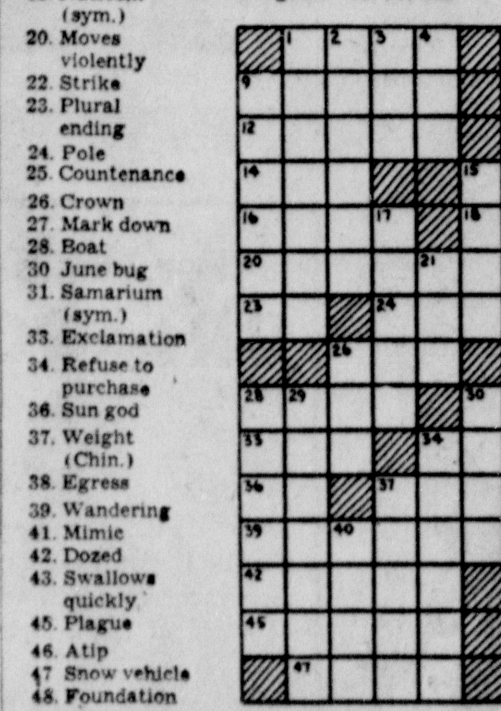 (sym.)
20. Moves
violently
22. Strike
23. Plural
ending
24. Pole
25. Countenance
26. Crown
27. Mark down
28. Boat
30 June bug
31. Samarium
(sym.)
33. Exclamation
34. Refuse to
purchase
36. Sun god
37. Weight
(Chin.)
38. Egress
39. Wandering
41. Mimic
42. Dozed
43. Swallows
quickly
45. Plague
46. Atip
47 Snow vehicle
48. Foundation
1 2 3 4
9
12
14 15
16 17 18
20 21
23 24
26
28 29 30
33 34
36 37
39 40
42
45
47